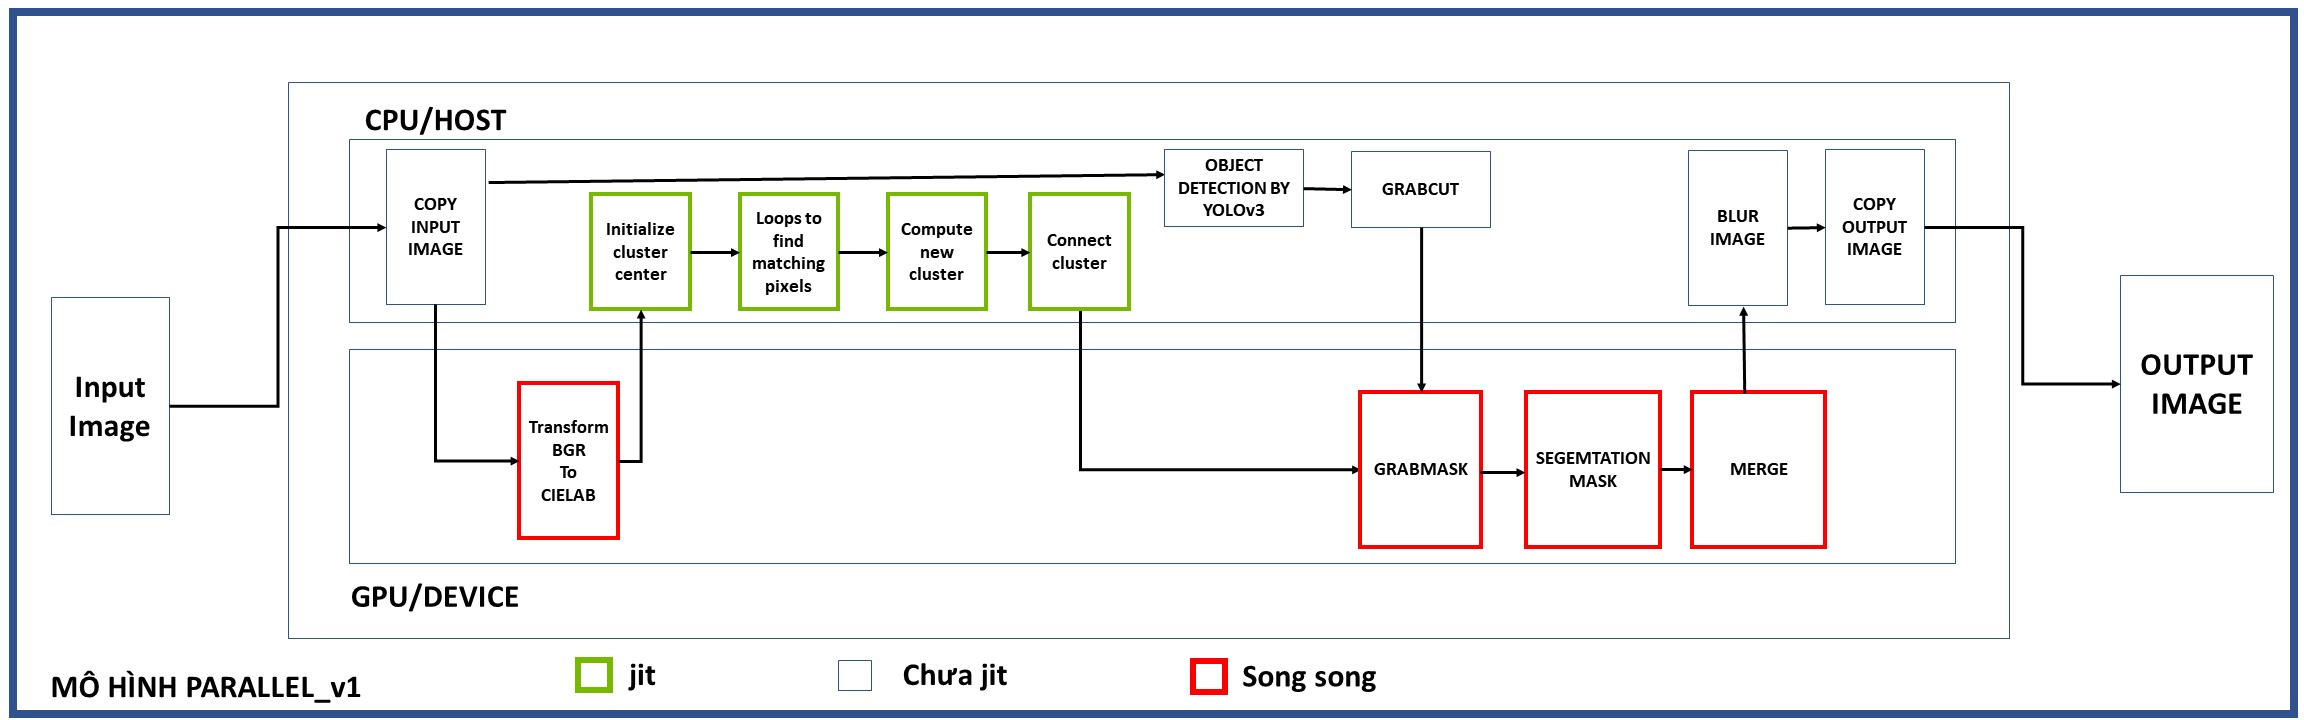 CPU/HOST
COPY
INPUT
IMAGE
Initialize
cluster
center
Loops to
find
matching
pixels
Compute
new
cluster
Connect
cluster
OBJECT
DETECTION BY
YOLOv3
GRABCUT
BLUR
IMAGE
COPY
OUTPUT
IMAGE
Input
Image
Transform
BGR
To
CIELAB
GRABMASK
SEGEMTATION
MASK
MERGE
OUTPUT
IMAGE
GPU/DEVICE
MÔ HÌNH PARALLEL_v1
jit
Chưa jit
Song song